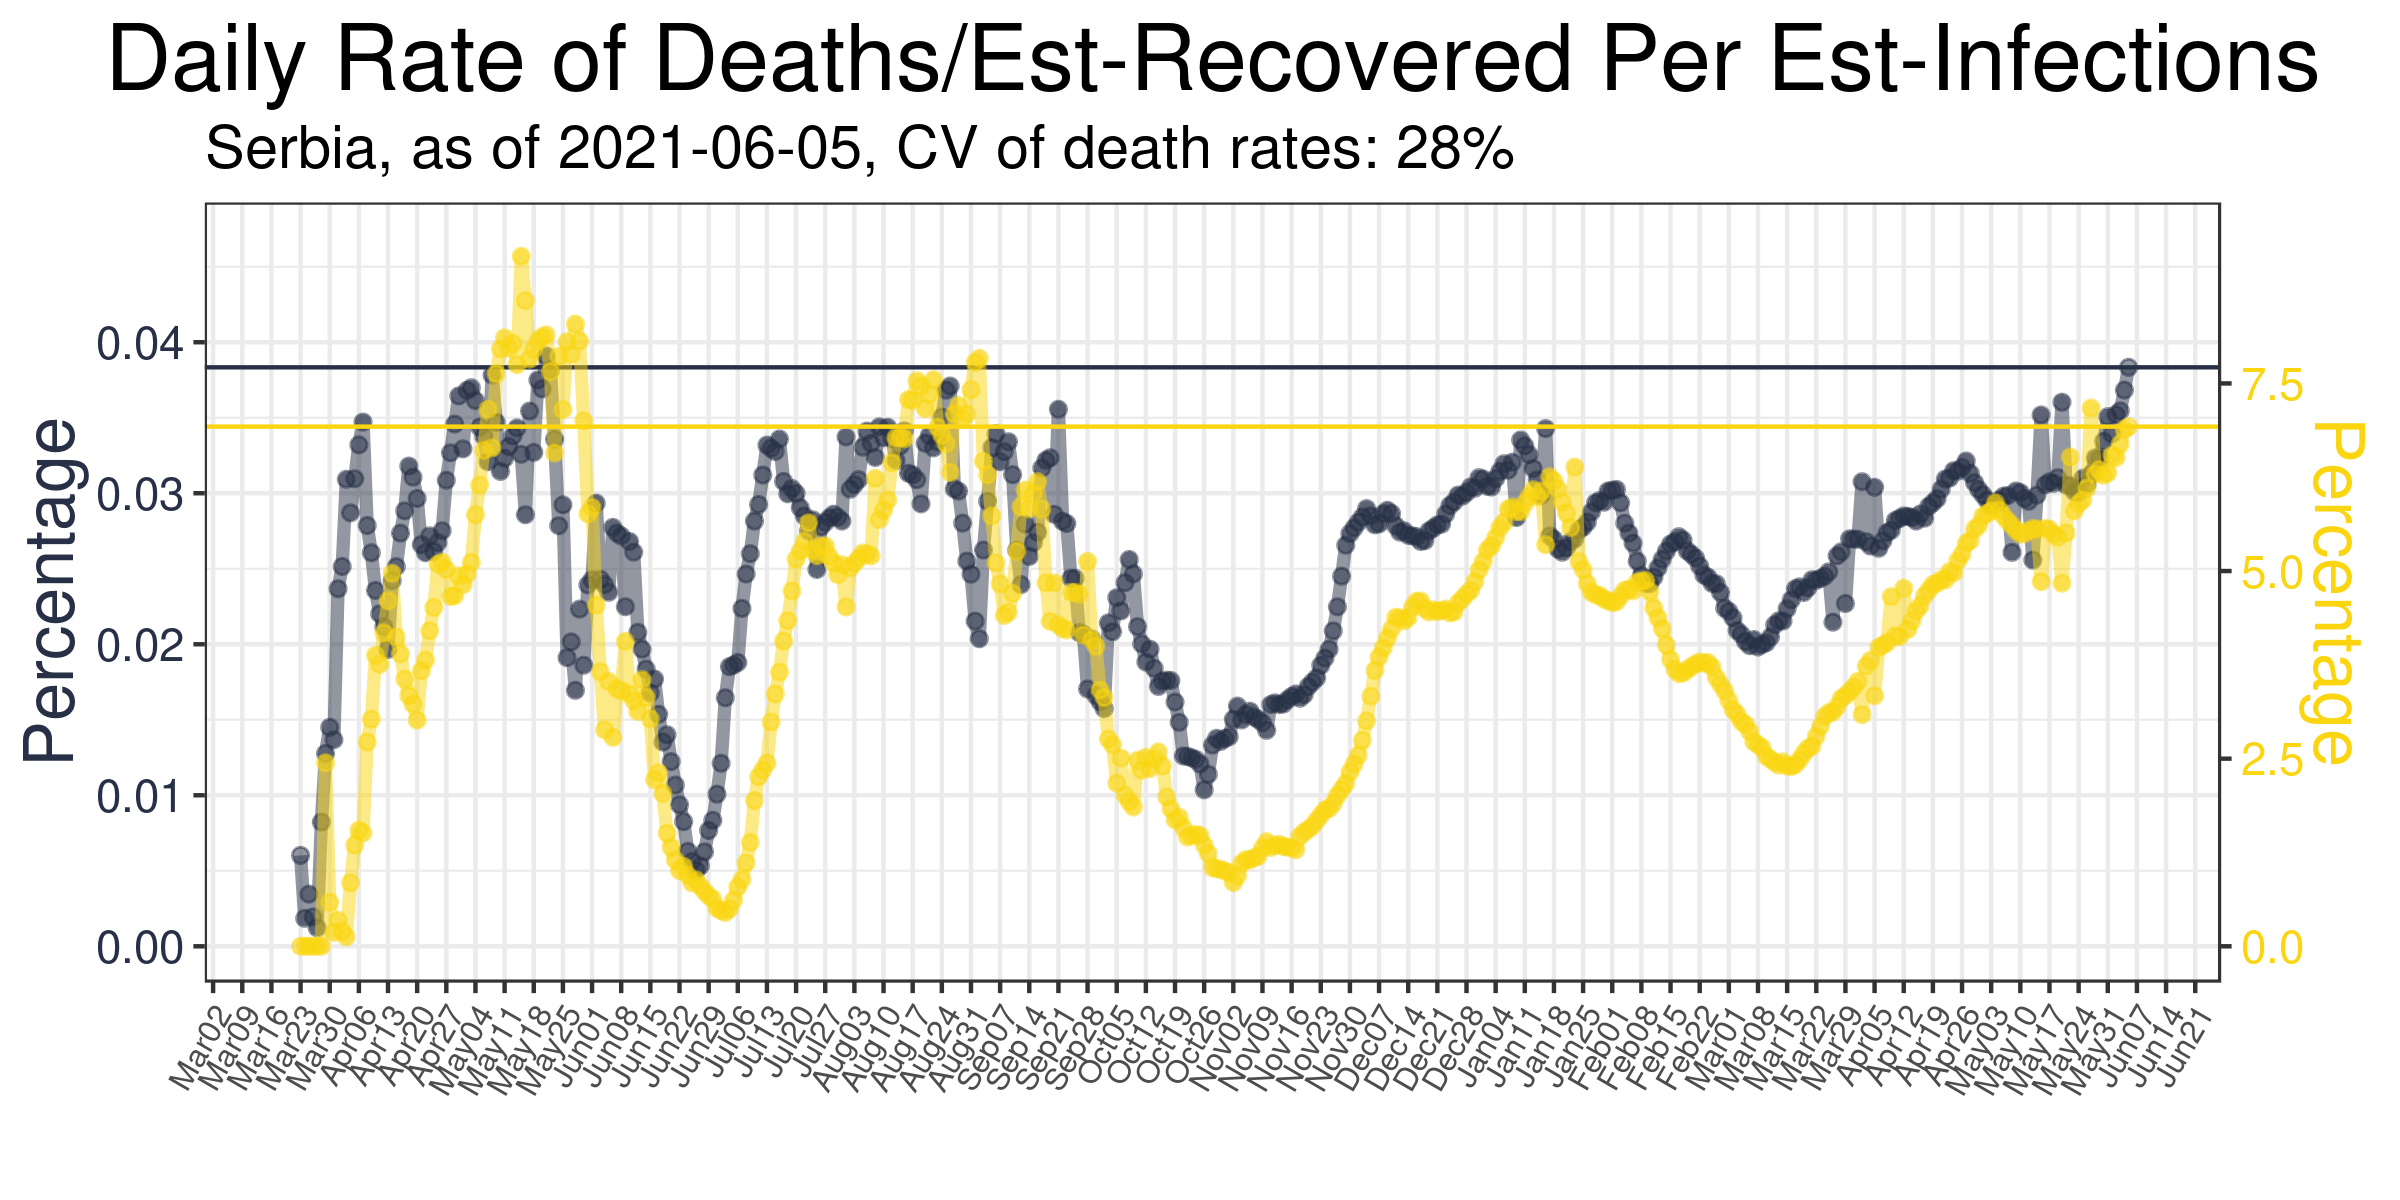 Daily Rate of Deaths/Est-Recovered Per Est-Infections
Serbia, as of 2021-06-05, CV of death rates: 28%
Percentage
0.04
0.03
0.02
0.01
0.00
7.5
5.0
2.5
0.0
Percentage
Mar02
Mar09
Mar16
Mar23
Mar30
Apr06
Apr13
Apr20
Apr27
May04
May11
May18
May25
Jun01
Jun08
Jun15
Jun22
Jun29
Jul06
Jul13
Jul20
Jul27
Aug03
Aug10
Aug17
Aug24
Aug31
Sep07
Sep14
Sep21
Sep28
Oct05
Oct12
Oct19
Oct26
Nov02
Nov09
Nov16
Nov23
Nov30
Dec07
Dec14
Dec21
Dec28
Jan04
Jan11
Jan18
Jan25
Feb01
Feb08
Feb15
Feb22
Mar01
Mar08
Mar15
Mar22
Mar29
Apr05
Apr12
Apr19
Apr26
May03
May10
May17
May24
May31
Jun07
Jun14
Jun21